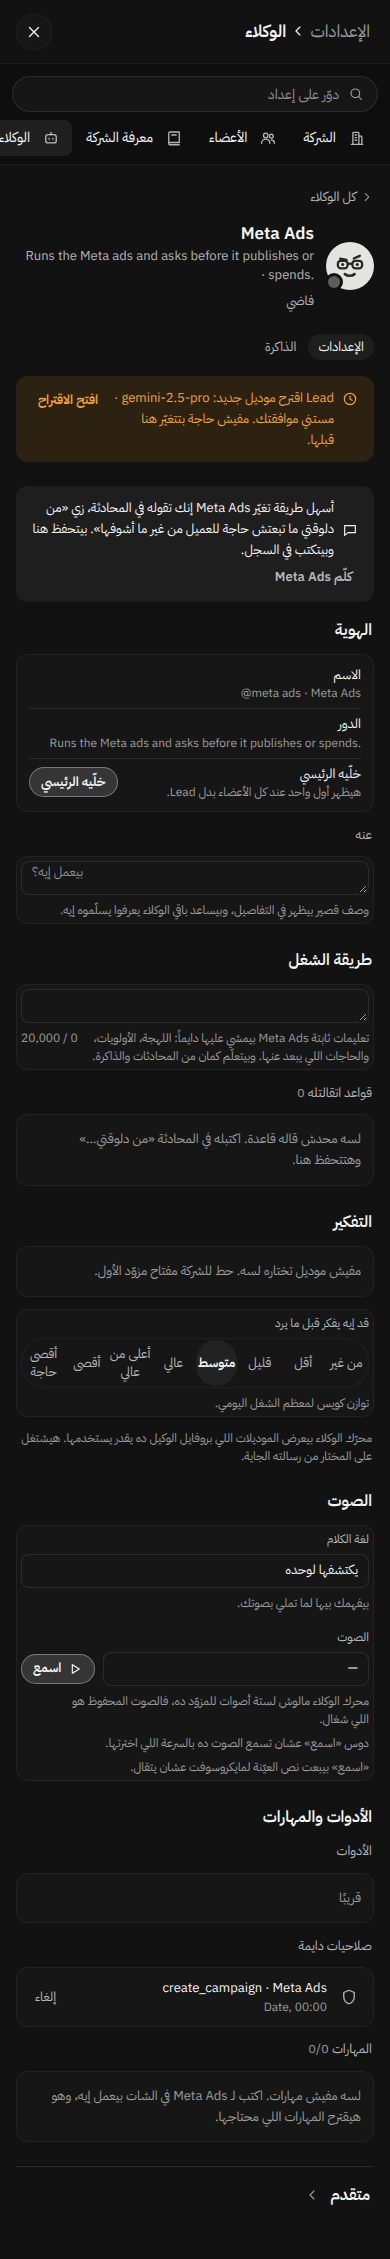 الإعدادات › الوكلاء
دوّر على إعداد
الشركة
الأعضاء
معرفة الشركة
الوكلاء
كل الوكلاء
Meta Ads
Runs the Meta ads and asks before it publishes or
spends. ·
فاضي
الإعدادات
الذاكرة
Lead اقترح موديل جديد: gemini-2.5-pro ·
مستني موافقتك. مفيش حاجة بتتغيّر هنا
قبلها.
افتح الاقتراح
أسهل طريقة تغيّر Meta Ads إنك تقوله في المحادثة، زي «من
دلوقتي ما تبعتش حاجة للعميل من غير ما أشوفها». بيتحفظ هنا
وبيتكتب في السجل.
كلّم Meta Ads
الهوية
الاسم
@meta ads · Meta Ads
الدور
Runs the Meta ads and asks before it publishes or spends.
خلّيه الرئيسي
هيظهر أول واحد عند كل الأعضاء بدل Lead.
خلّيه الرئيسي
عنه
بيعمل إيه؟
وصف قصير بيظهر في التفاصيل، وبيساعد باقي الوكلاء يعرفوا يسلّموه إيه.
طريقة الشغل
تعليمات ثابتة Meta Ads بيمشي عليها دايماً: اللهجة، الأولويات،
والحاجات اللي يبعد عنها. وبيتعلّم كمان من المحادثات والذاكرة.
0 / 20,000
قواعد اتقالتله 0
لسه محدش قاله قاعدة. اكتبله في المحادثة «من دلوقتي...»
وهتتحفظ هنا.
التفكير
مفيش موديل تختاره لسه. حط للشركة مفتاح مزوّد الأول.
قد إيه يفكر قبل ما يرد
من غير
أقل
قليل
متوسط
عالي
أعلى من
عالي
أقصى
أقصى
حاجة
توازن كويس لمعظم الشغل اليومي.
محرّك الوكلاء بيعرض الموديلات اللي بروفايل الوكيل ده يقدر يستخدمها. هيشتغل
على المختار من رسالته الجاية.
الصوت
لغة الكلام
يكتشفها لوحده
بيفهمك بيها لما تملي بصوتك.
الصوت
—
اسمع
محرك الوكلاء مالوش لستة أصوات للمزوّد ده، فالصوت المحفوظ هو
اللي شغال.
دوس «اسمع» عشان تسمع الصوت ده بالسرعة اللي اخترتها.
«اسمع» بيبعت نص العيّنة لمايكروسوفت عشان يتقال.
الأدوات والمهارات
الأدوات
قريبًا
صلاحيات دايمة
create_campaign · Meta Ads
Date, 00:00
إلغاء
المهارات 0/0
لسه مفيش مهارات. اكتب لـ Meta Ads في الشات بيعمل إيه، وهو
هيقترح المهارات اللي محتاجها.
متقدم